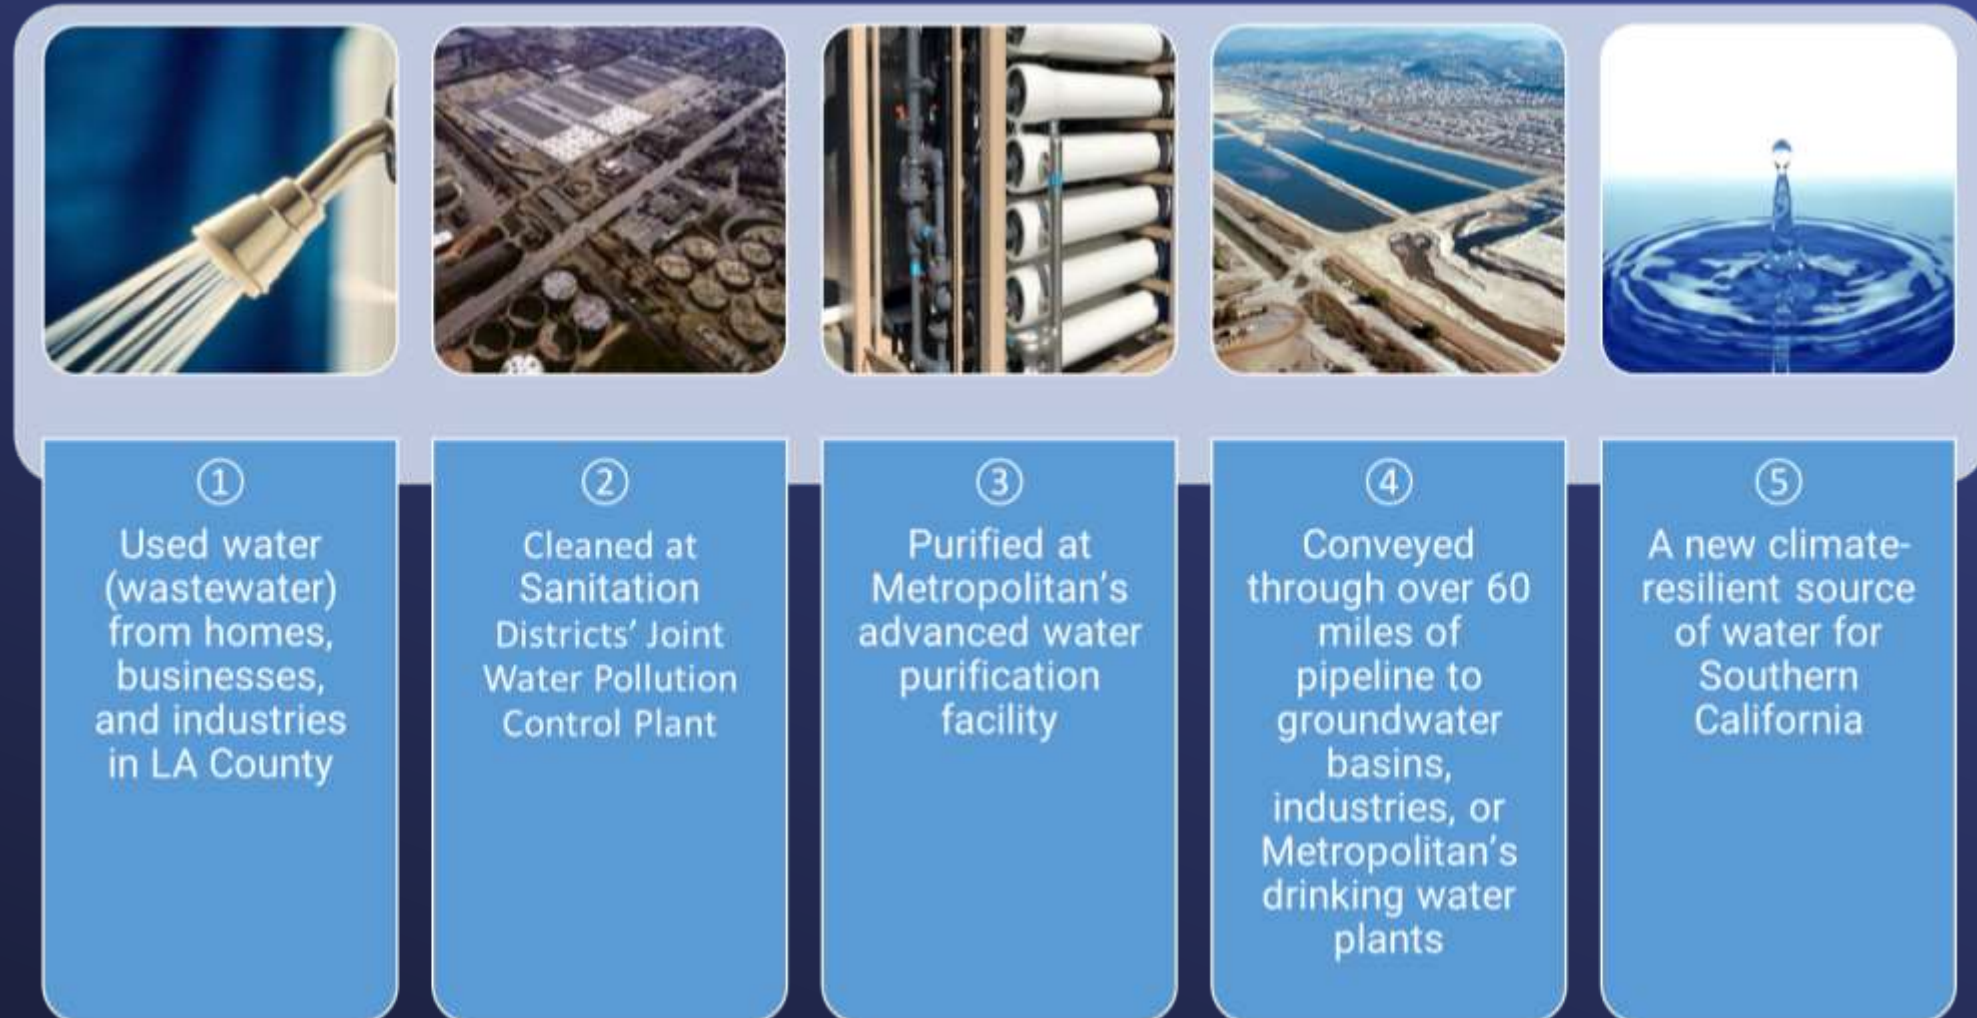 ①
Used water
(wastewater)
from homes,
businesses,
and industries
in LA County
②
Cleaned at
Sanitation
Districts’ Joint
Water Pollution
Control Plant
③
Purified at
Metropolitan’s
advanced water
purification
facility
④
Conveyed
through over 60
miles of
pipeline to
groundwater
basins,
industries, or
Metropolitan’s
drinking water
plants
⑤
A new climate-
resilient source
of water for
Southern
California